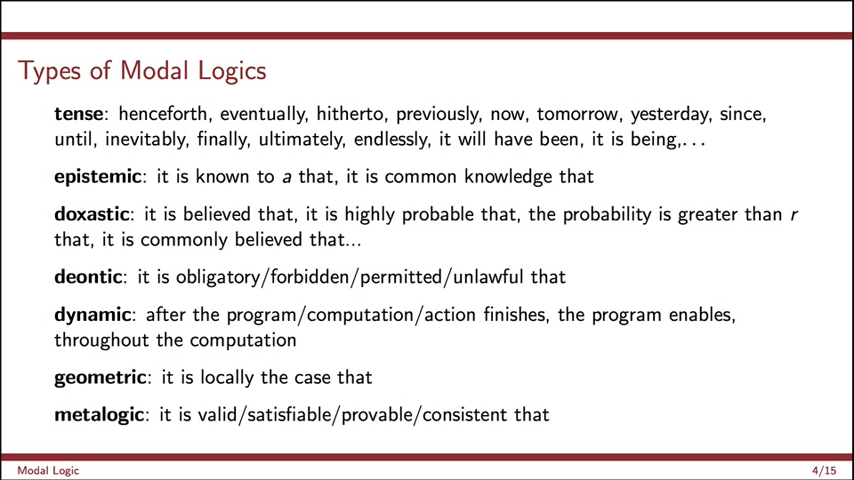 Types of Modal Logics
tense: henceforth, eventually, hitherto, previously, now, tomorrow, yesterday, since,
until, inevitably, finally, ultimately, endlessly, it will have been, it is being,...
epistemic: it is known to a that, it is common knowledge that
doxastic: it is believed that, it is highly probable that, the probability is greater than r
that, it is commonly believed that...
deontic: it is obligatory/forbidden/permitted/unlawful that
dynamic: after the program/computation/action finishes, the program enables,
throughout the computation
geometric: it is locally the case that
metalogic: it is valid/satisfiable/provable/consistent that
Modal Logic
4/15